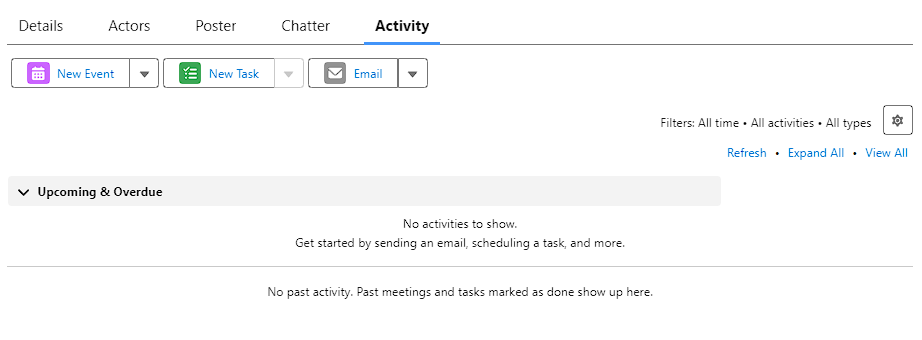 Details Actors Poster Chatter Activity
New Event New Task Email
Filters: All time • All activities • All types
Refresh • Expand All • View All
Upcoming & Overdue
No activities to show.
Get started by sending an email, scheduling a task, and more.
No past activity. Past meetings and tasks marked as done show up here.